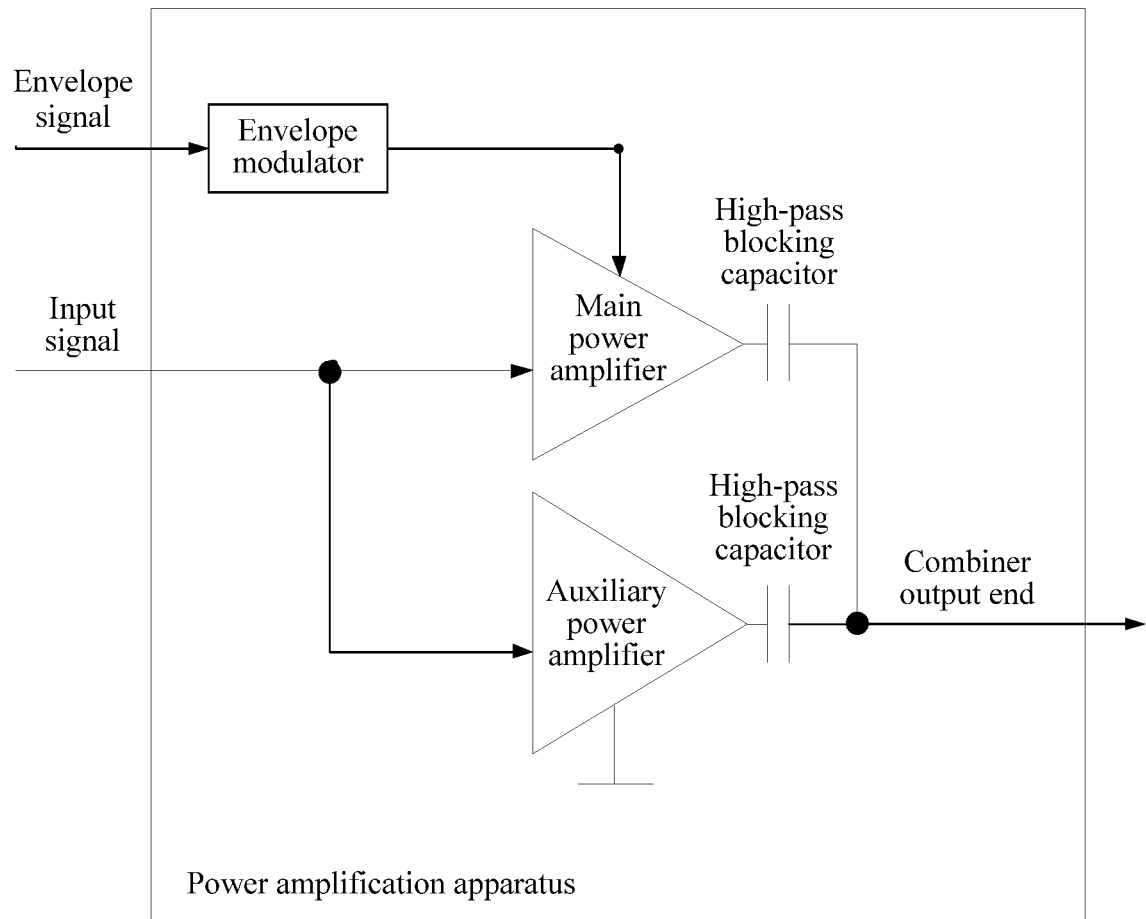 Envelope
signal
Envelope
modulator
High-pass
blocking
capacitor
Input
signal
Main
power
amplifier
High-pass
blocking
capacitor
Auxiliary
power
amplifier
Combiner
output end
Power amplification apparatus